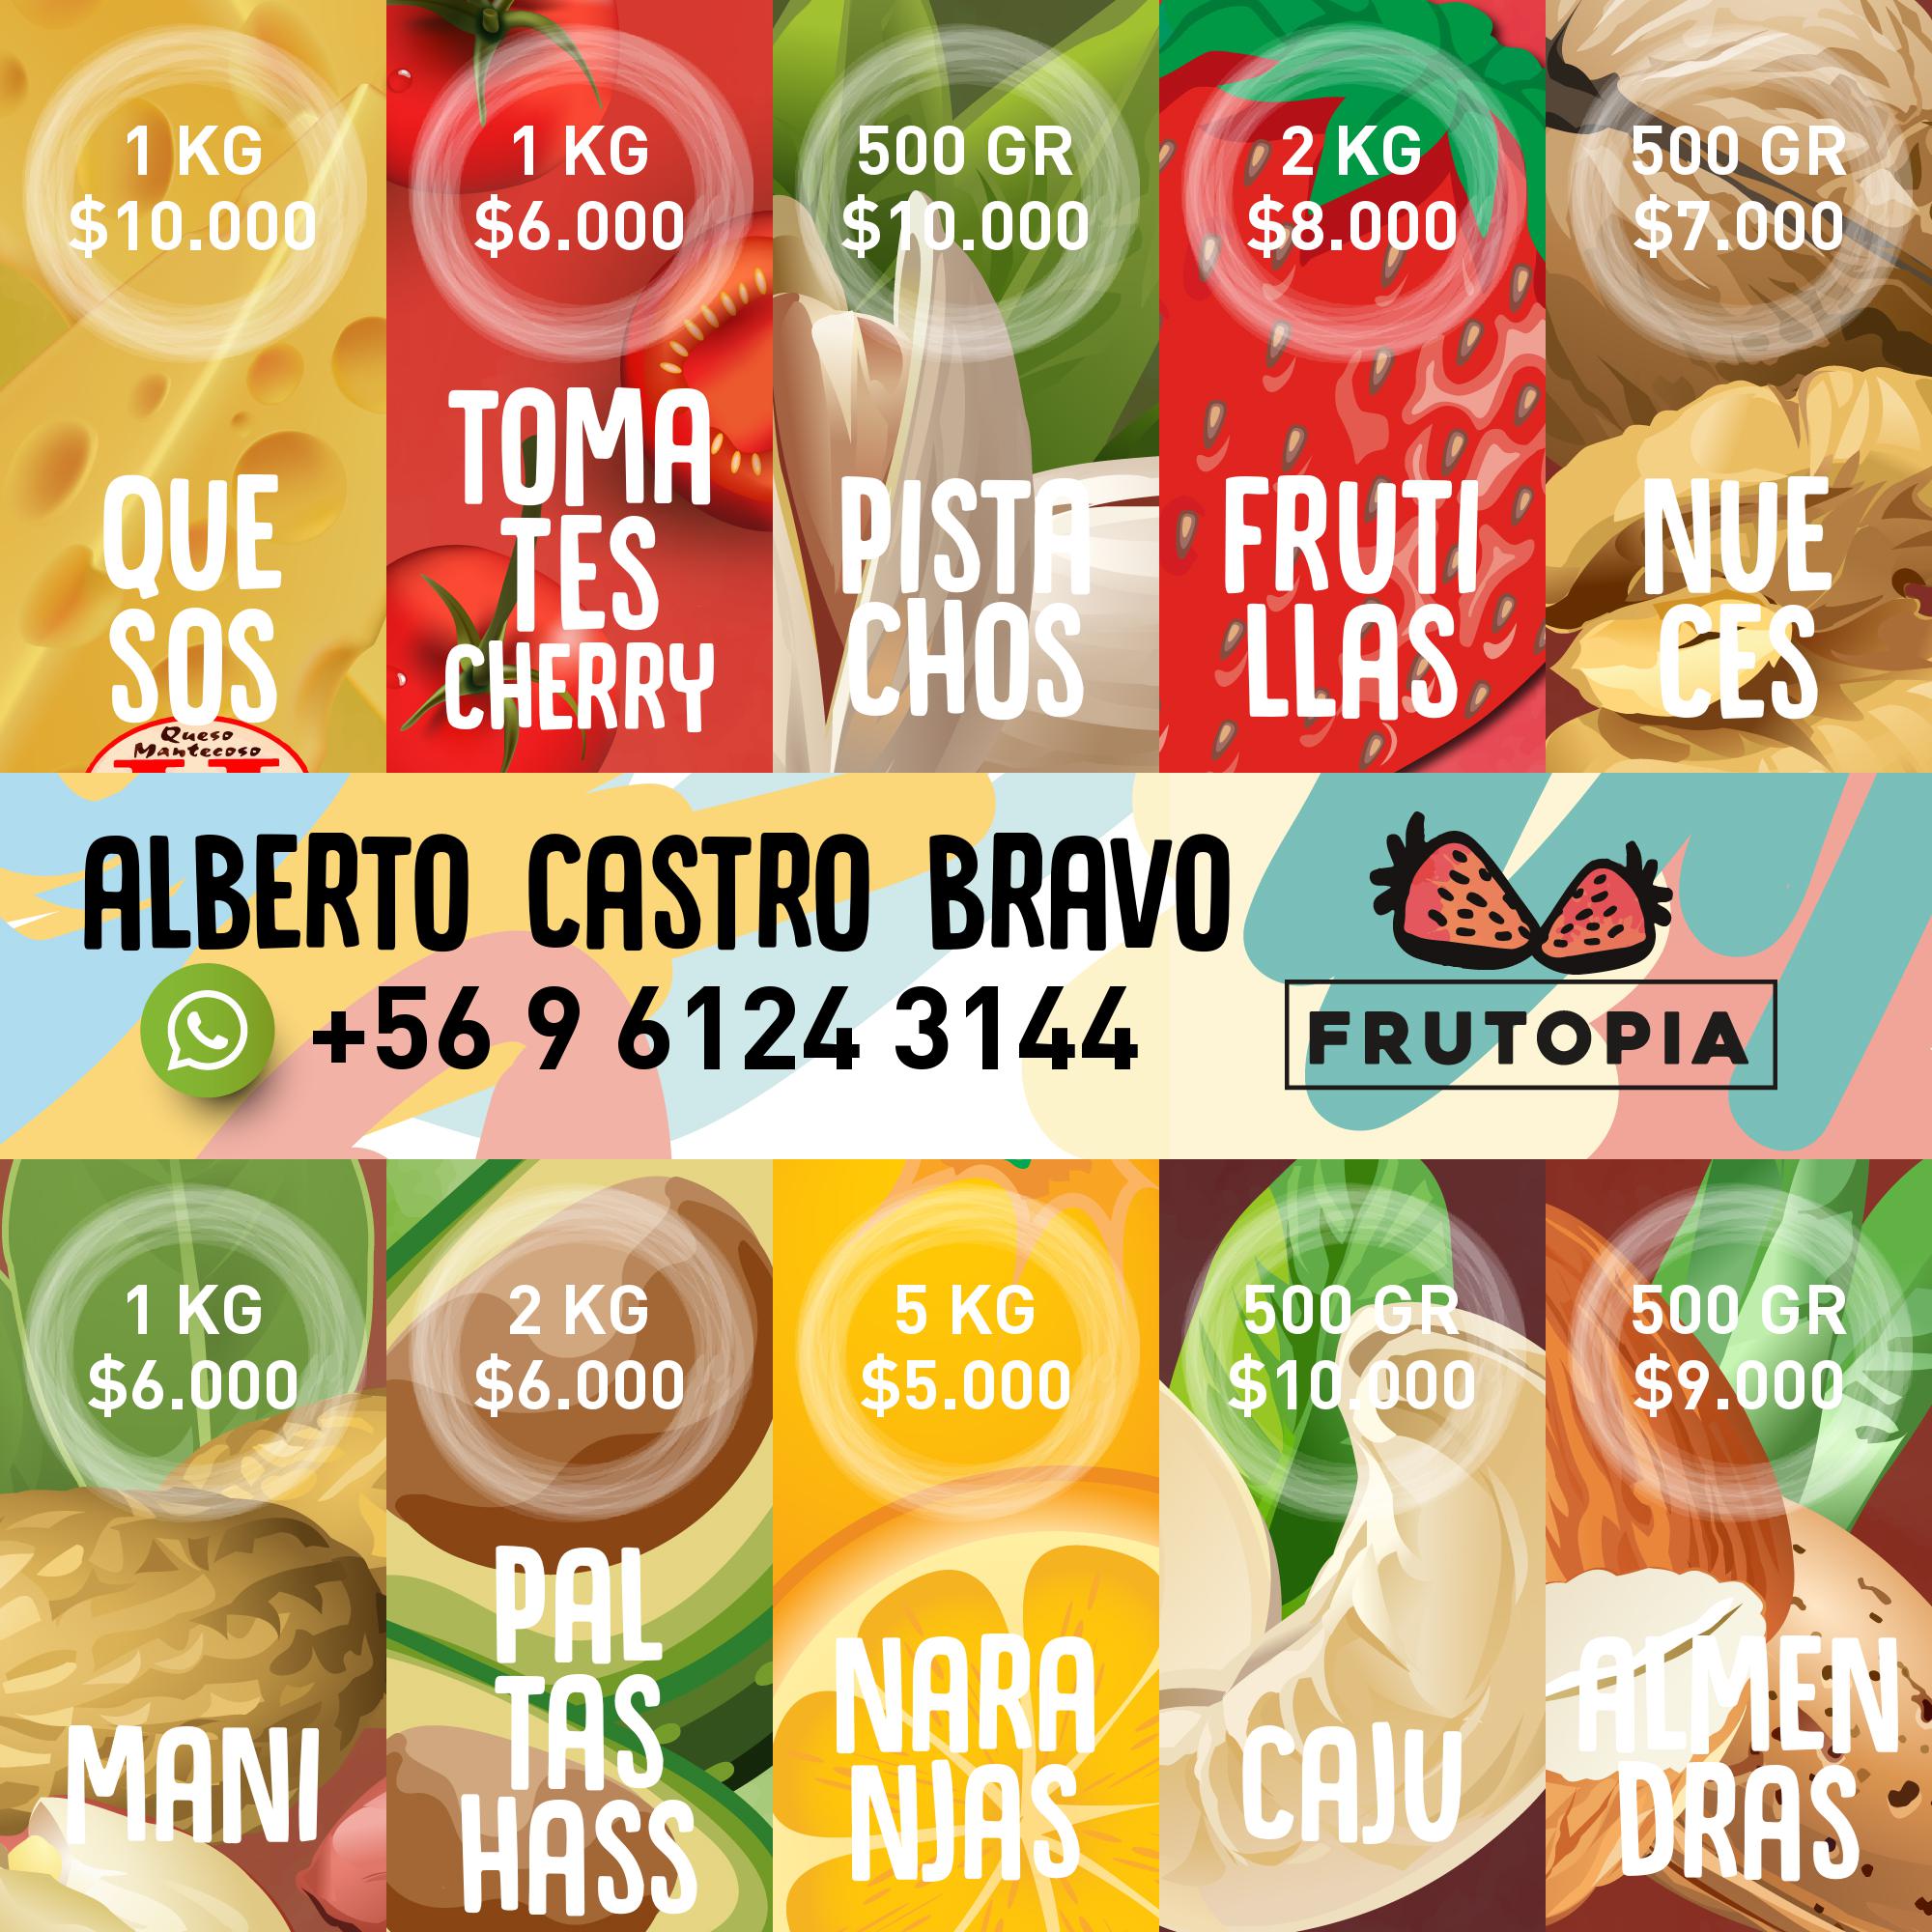 1 KG
$10.000
QUE
SOS
Queso
Mantecoso
1 KG
$6.000
TOMA
TES
CHERRY
500 GR
$10.000
PISTA
CHOS
2 KG
$8.000
FRUTI
LLAS
500 GR
$7.000
NUE
CES
ALBERTO CASTRO BRAVO
+56 9 6124 3144
FRUTOPIA
1 KG
$6.000
MANI
2 KG
$6.000
PAL
TAS
HASS
5 KG
$5.000
NARA
NJAS
500 GR
$10.000
CAJU
500 GR
$9.000
ALMEN
DRAS